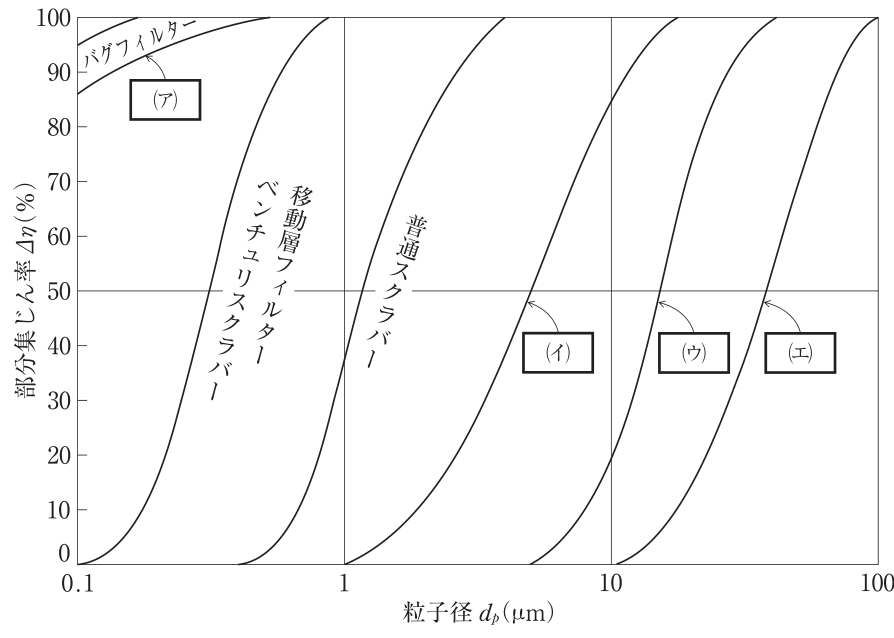 100
90
80
70
60
50
40
30
20
10
0
部分集じん率 Δη(%)
バグフィルター
(ア)
ベンチュリスクラバー
移動層フィルター
普通スクラバー
(イ)
(ウ)
(エ)
0.1
1
10
100
粒子径 dp(μm)